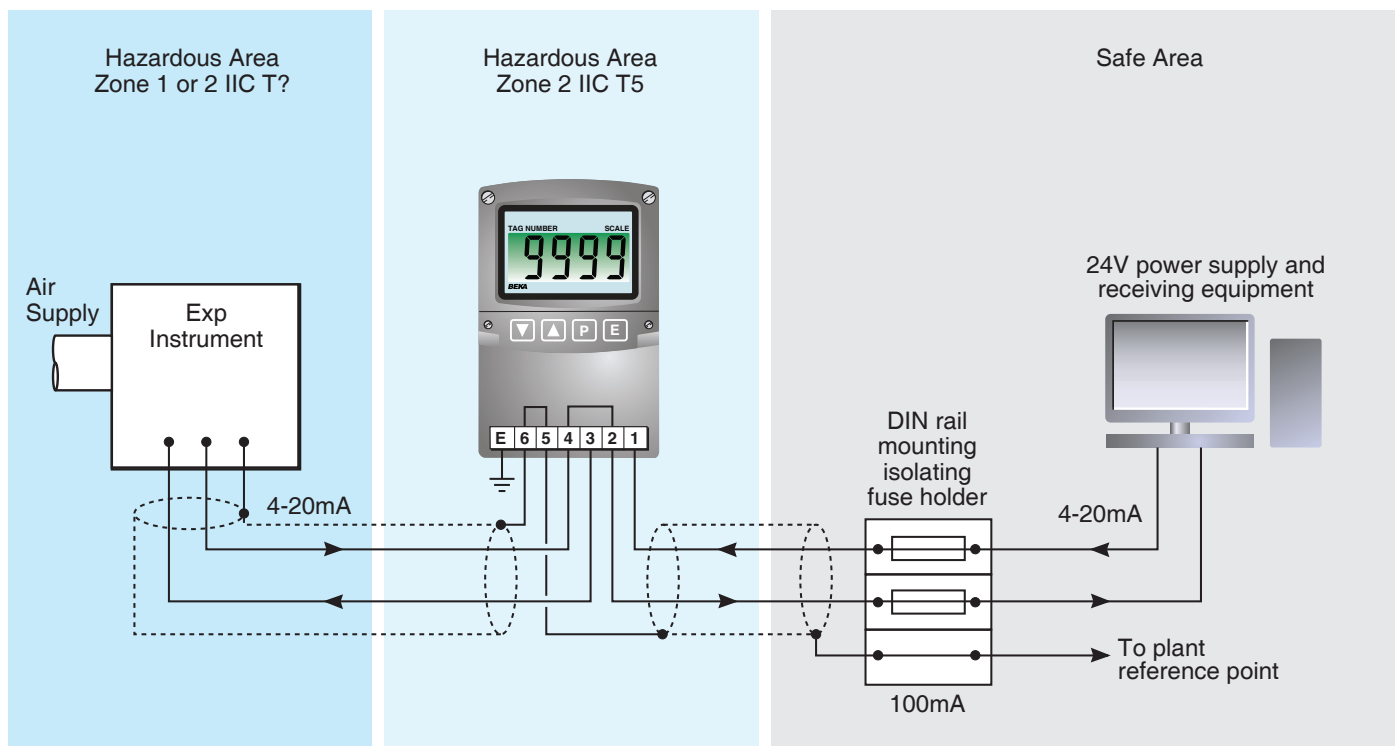 Hazardous Area
Zone 1 or 2 IIC T?
Hazardous Area
Zone 2 IIC T5
Safe Area
TAG NUMBER
SCALE
9999
BEKA
P
E
Air
Supply
Exp
Instrument
24V power supply and
receiving equipment
E 6 5 4 3 2 1
DIN rail
mounting
isolating
fuse holder
4-20mA
4-20mA
To plant
reference point
100mA